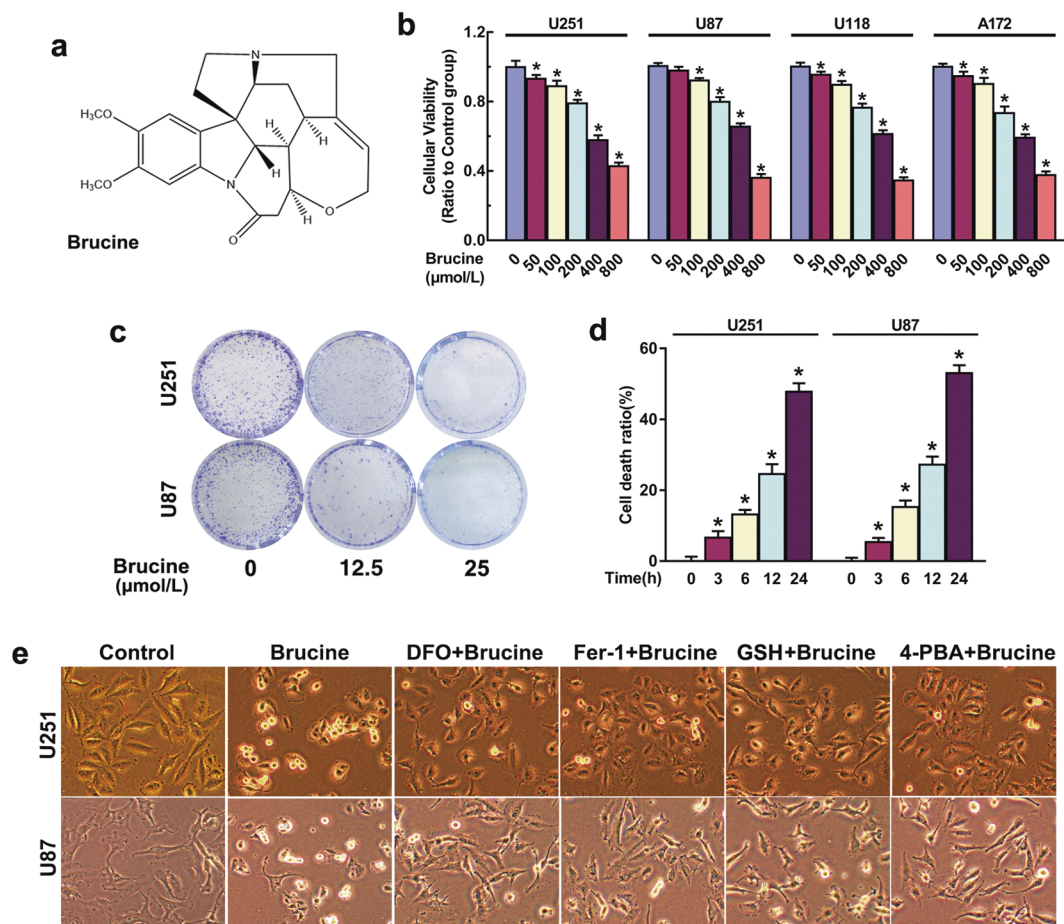 a
N
H₃CO
H₃CO
H
H
H
N
H
O
O
Brucine
b
U251 U87 U118 A172
Cellular Viability
(Ratio to Control group)
1.2
0.8
0.4
0.0
* * * * *
* * * *
* * * * *
* * * * *
Brucine
(μmol/L)
0 50 100 200 400 800 0 50 100 200 400 800 0 50 100 200 400 800 0 50 100 200 400 800
c
U251
U87
Brucine
(μmol/L)
0 12.5 25
d
U251 U87
Cell death ratio(%)
60
40
20
0
* * * *
* * * *
Time(h) 0 3 6 12 24 0 3 6 12 24
e
Control Brucine DFO+Brucine Fer-1+Brucine GSH+Brucine 4-PBA+Brucine
U251
U87